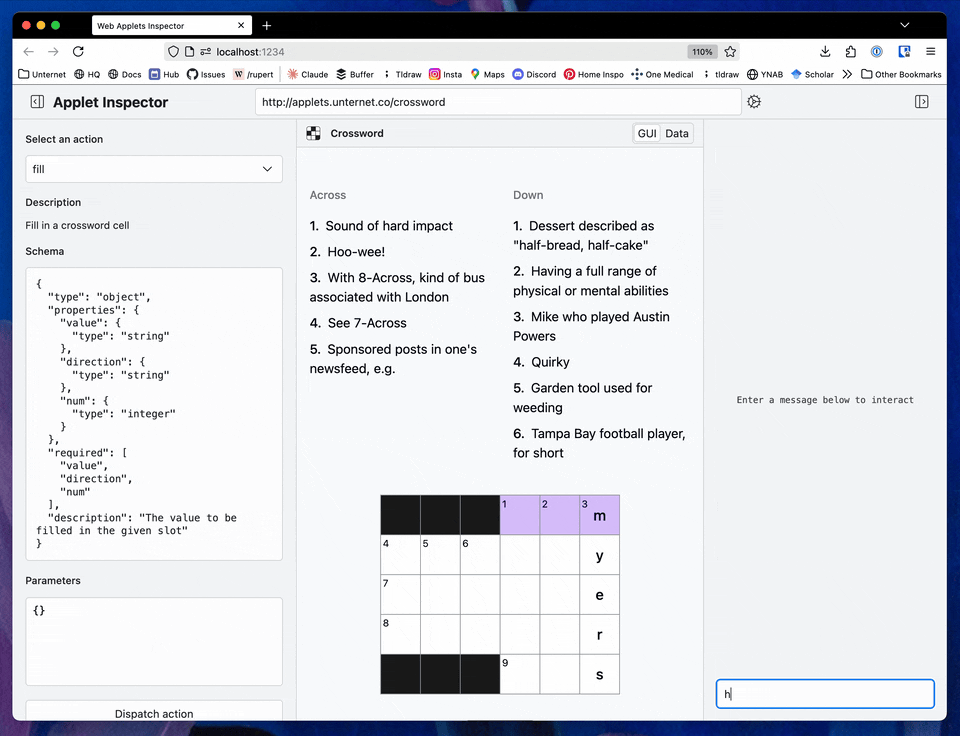 Web Applets Inspector
localhost:1234
110%
Unternet
HQ
Docs
Hub
Issues
/rupert
Claude
Buffer
Tldraw
Insta
Maps
Discord
Home Inspo
One Medical
tldraw
YNAB
Scholar
Other Bookmarks
Applet Inspector
http://applets.unternet.co/crossword
Select an action
fill
Description
Fill in a crossword cell
Schema
{
"type": "object",
"properties": {
"value": {
"type": "string"
},
"direction": {
"type": "string"
},
"num": {
"type": "integer"
}
},
"required": [
"value",
"direction",
"num"
],
"description": "The value to be
filled in the given slot"
}
Parameters
{}
Dispatch action
Crossword
GUI Data
Across
1. Sound of hard impact
2. Hoo-wee!
3. With 8-Across, kind of bus
associated with London
4. See 7-Across
5. Sponsored posts in one's
newsfeed, e.g.
Down
1. Dessert described as
"half-bread, half-cake"
2. Having a full range of
physical or mental abilities
3. Mike who played Austin
Powers
4. Quirky
5. Garden tool used for
weeding
6. Tampa Bay football player,
for short
1 2 3 m
4 5 6 y
7 e
8 r
9 s
Enter a message below to interact
h